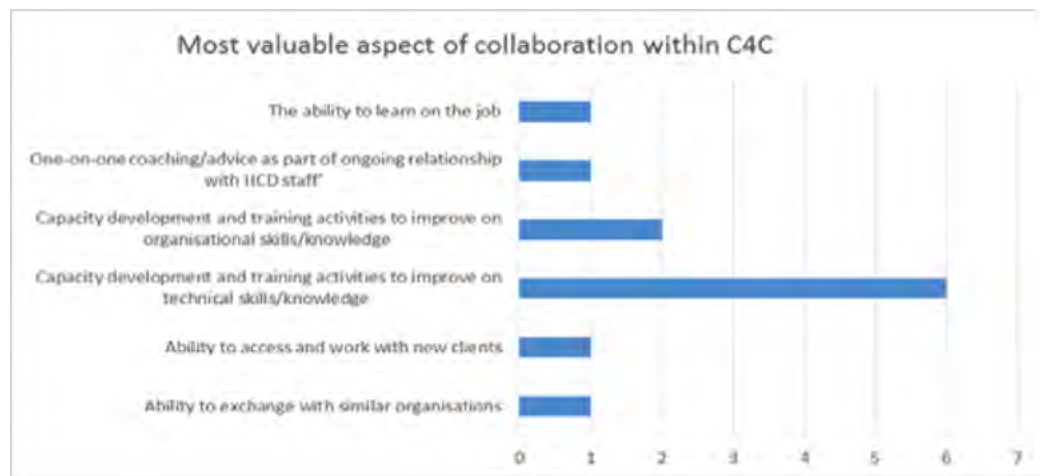 Most valuable aspect of collaboration within C4C
The ability to learn on the job
One-on-one coaching/advice as part of ongoing relationship
with HCD staff'
Capacity development and training activities to improve on
organisational skills/knowledge
Capacity development and training activities to improve on
technical skills/knowledge
Ability to access and work with new clients
Ability to exchange with similar organisations
0 1 2 3 4 5 6 7